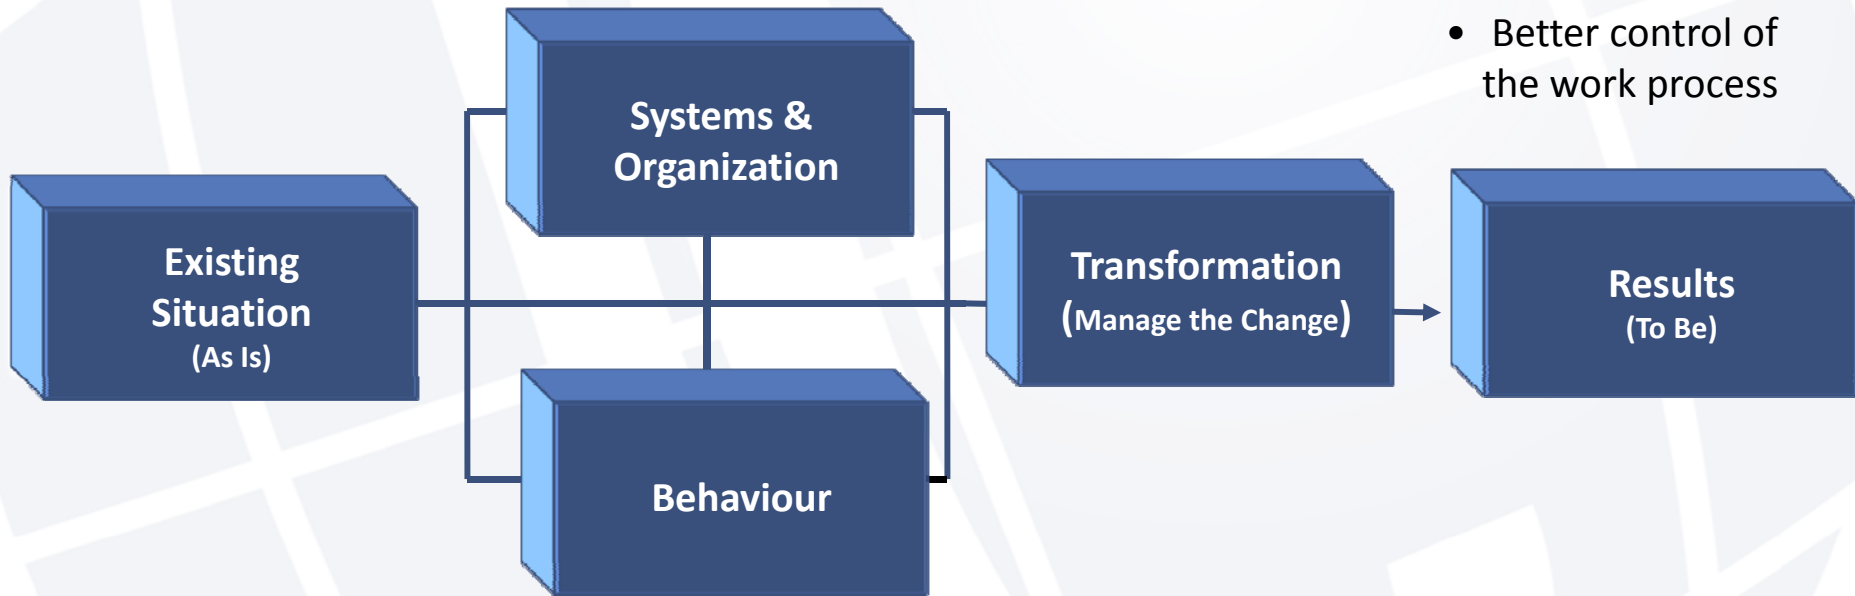 • Better control of
the work process
Systems &
Organization
Existing
Situation
(As Is)
Transformation
(Manage the Change)
Results
(To Be)
Behaviour